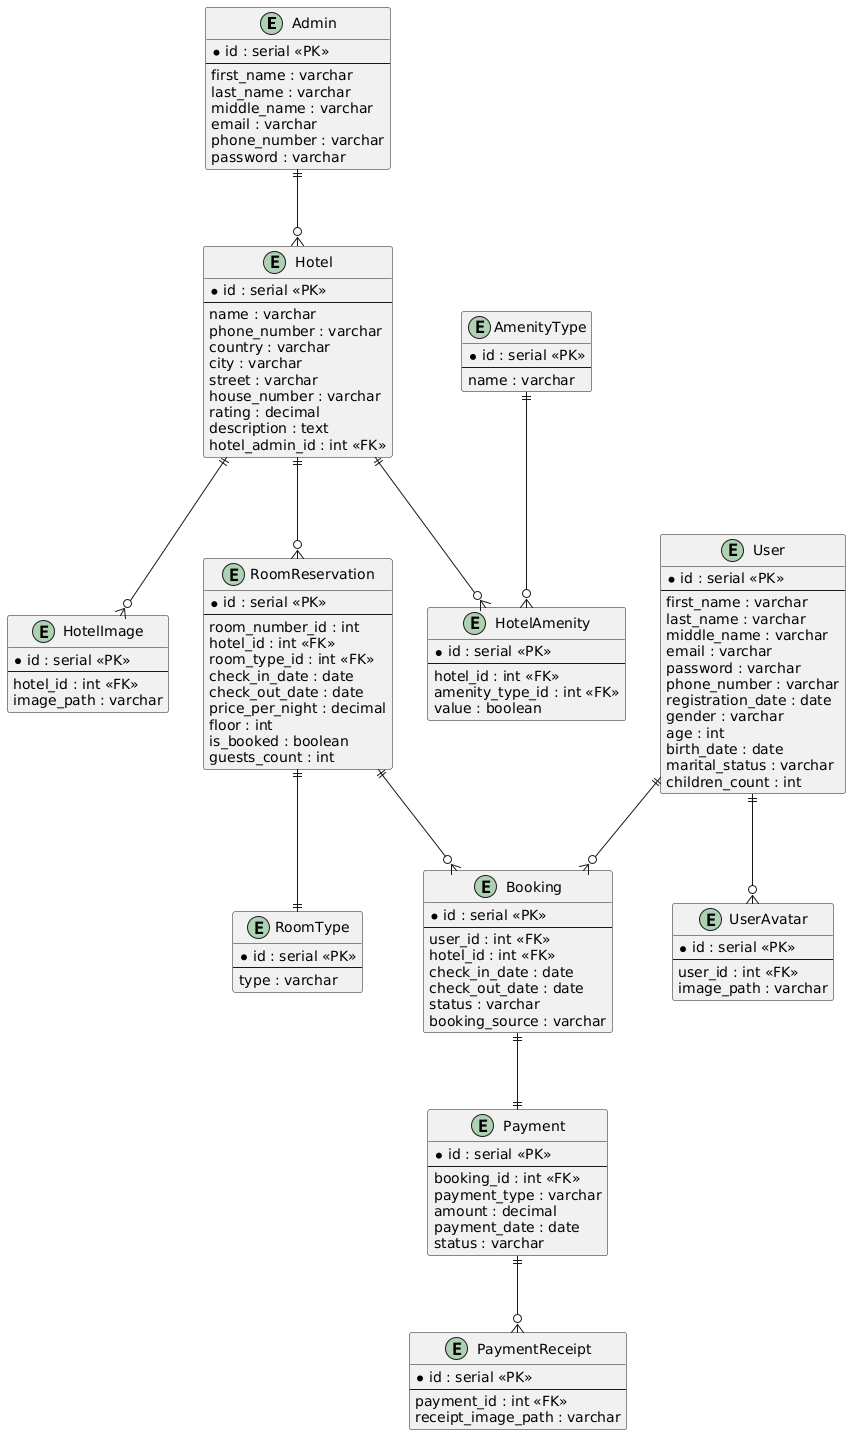 E Admin
* id : serial «PK»
first_name : varchar
last_name : varchar
middle_name : varchar
email : varchar
phone_number : varchar
password : varchar
E Hotel
* id : serial «PK»
name : varchar
phone_number : varchar
country : varchar
city : varchar
street : varchar
house_number : varchar
rating : decimal
description : text
hotel_admin_id : int «FK»
E AmenityType
* id : serial «PK»
name : varchar
E HotelImage
* id : serial «PK»
hotel_id : int «FK»
image_path : varchar
E RoomReservation
* id : serial «PK»
room_number_id : int
hotel_id : int «FK»
room_type_id : int «FK»
check_in_date : date
check_out_date : date
price_per_night : decimal
floor : int
is_booked : boolean
guests_count : int
E HotelAmenity
* id : serial «PK»
hotel_id : int «FK»
amenity_type_id : int «FK»
value : boolean
E User
* id : serial «PK»
first_name : varchar
last_name : varchar
middle_name : varchar
email : varchar
password : varchar
phone_number : varchar
registration_date : date
gender : varchar
age : int
birth_date : date
marital_status : varchar
children_count : int
E RoomType
* id : serial «PK»
type : varchar
E Booking
* id : serial «PK»
user_id : int «FK»
hotel_id : int «FK»
check_in_date : date
check_out_date : date
status : varchar
booking_source : varchar
E UserAvatar
* id : serial «PK»
user_id : int «FK»
image_path : varchar
E Payment
* id : serial «PK»
booking_id : int «FK»
payment_type : varchar
amount : decimal
payment_date : date
status : varchar
E PaymentReceipt
* id : serial «PK»
payment_id : int «FK»
receipt_image_path : varchar